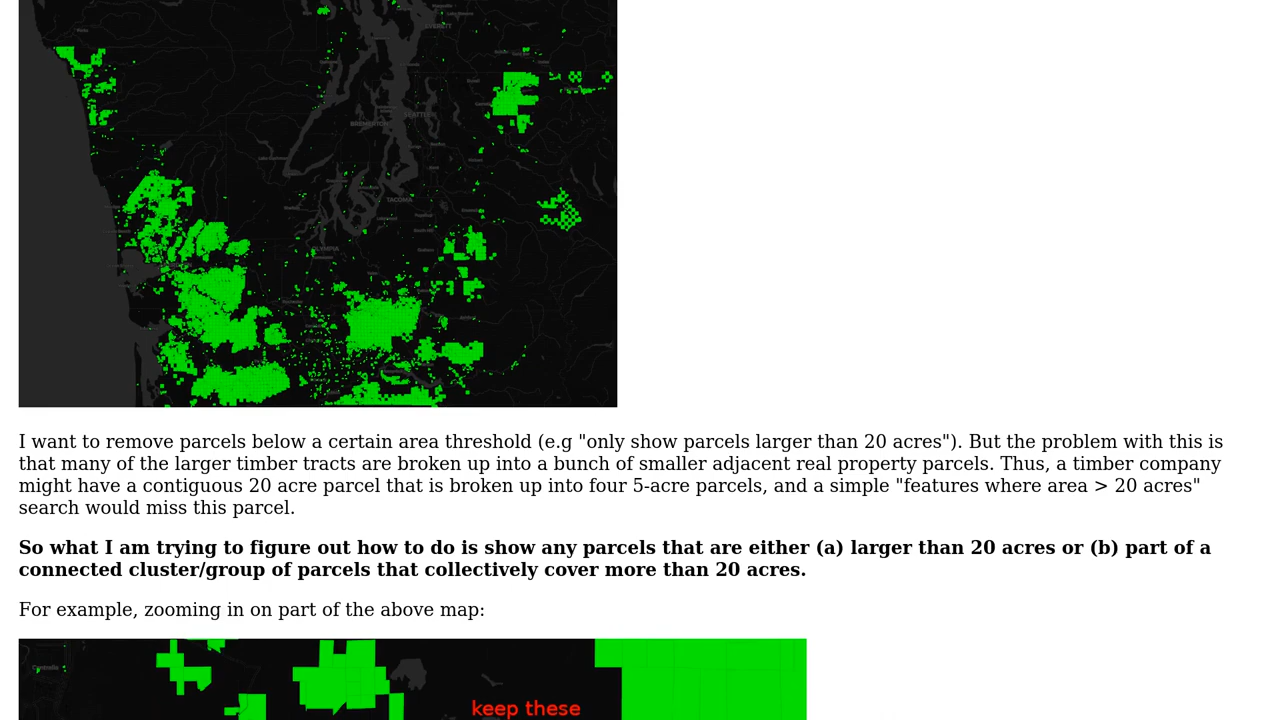 EVERETT
SEATTLE
BREMERTON
TACOMA
OLYMPIA
I want to remove parcels below a certain area threshold (e.g "only show parcels larger than 20 acres"). But the problem with this is
that many of the larger timber tracts are broken up into a bunch of smaller adjacent real property parcels. Thus, a timber company
might have a contiguous 20 acre parcel that is broken up into four 5-acre parcels, and a simple "features where area > 20 acres"
search would miss this parcel.
So what I am trying to figure out how to do is show any parcels that are either (a) larger than 20 acres or (b) part of a
connected cluster/group of parcels that collectively cover more than 20 acres.
For example, zooming in on part of the above map:
Centralia
keep these